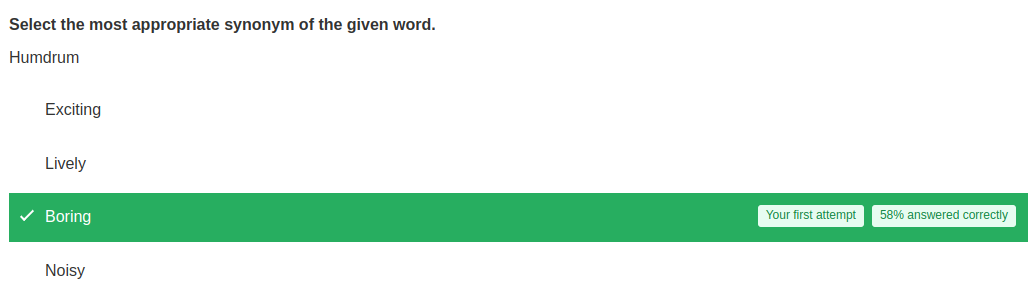 Select the most appropriate synonym of the given word.
Humdrum
Exciting
Lively
Boring Your first attempt 58% answered correctly
Noisy